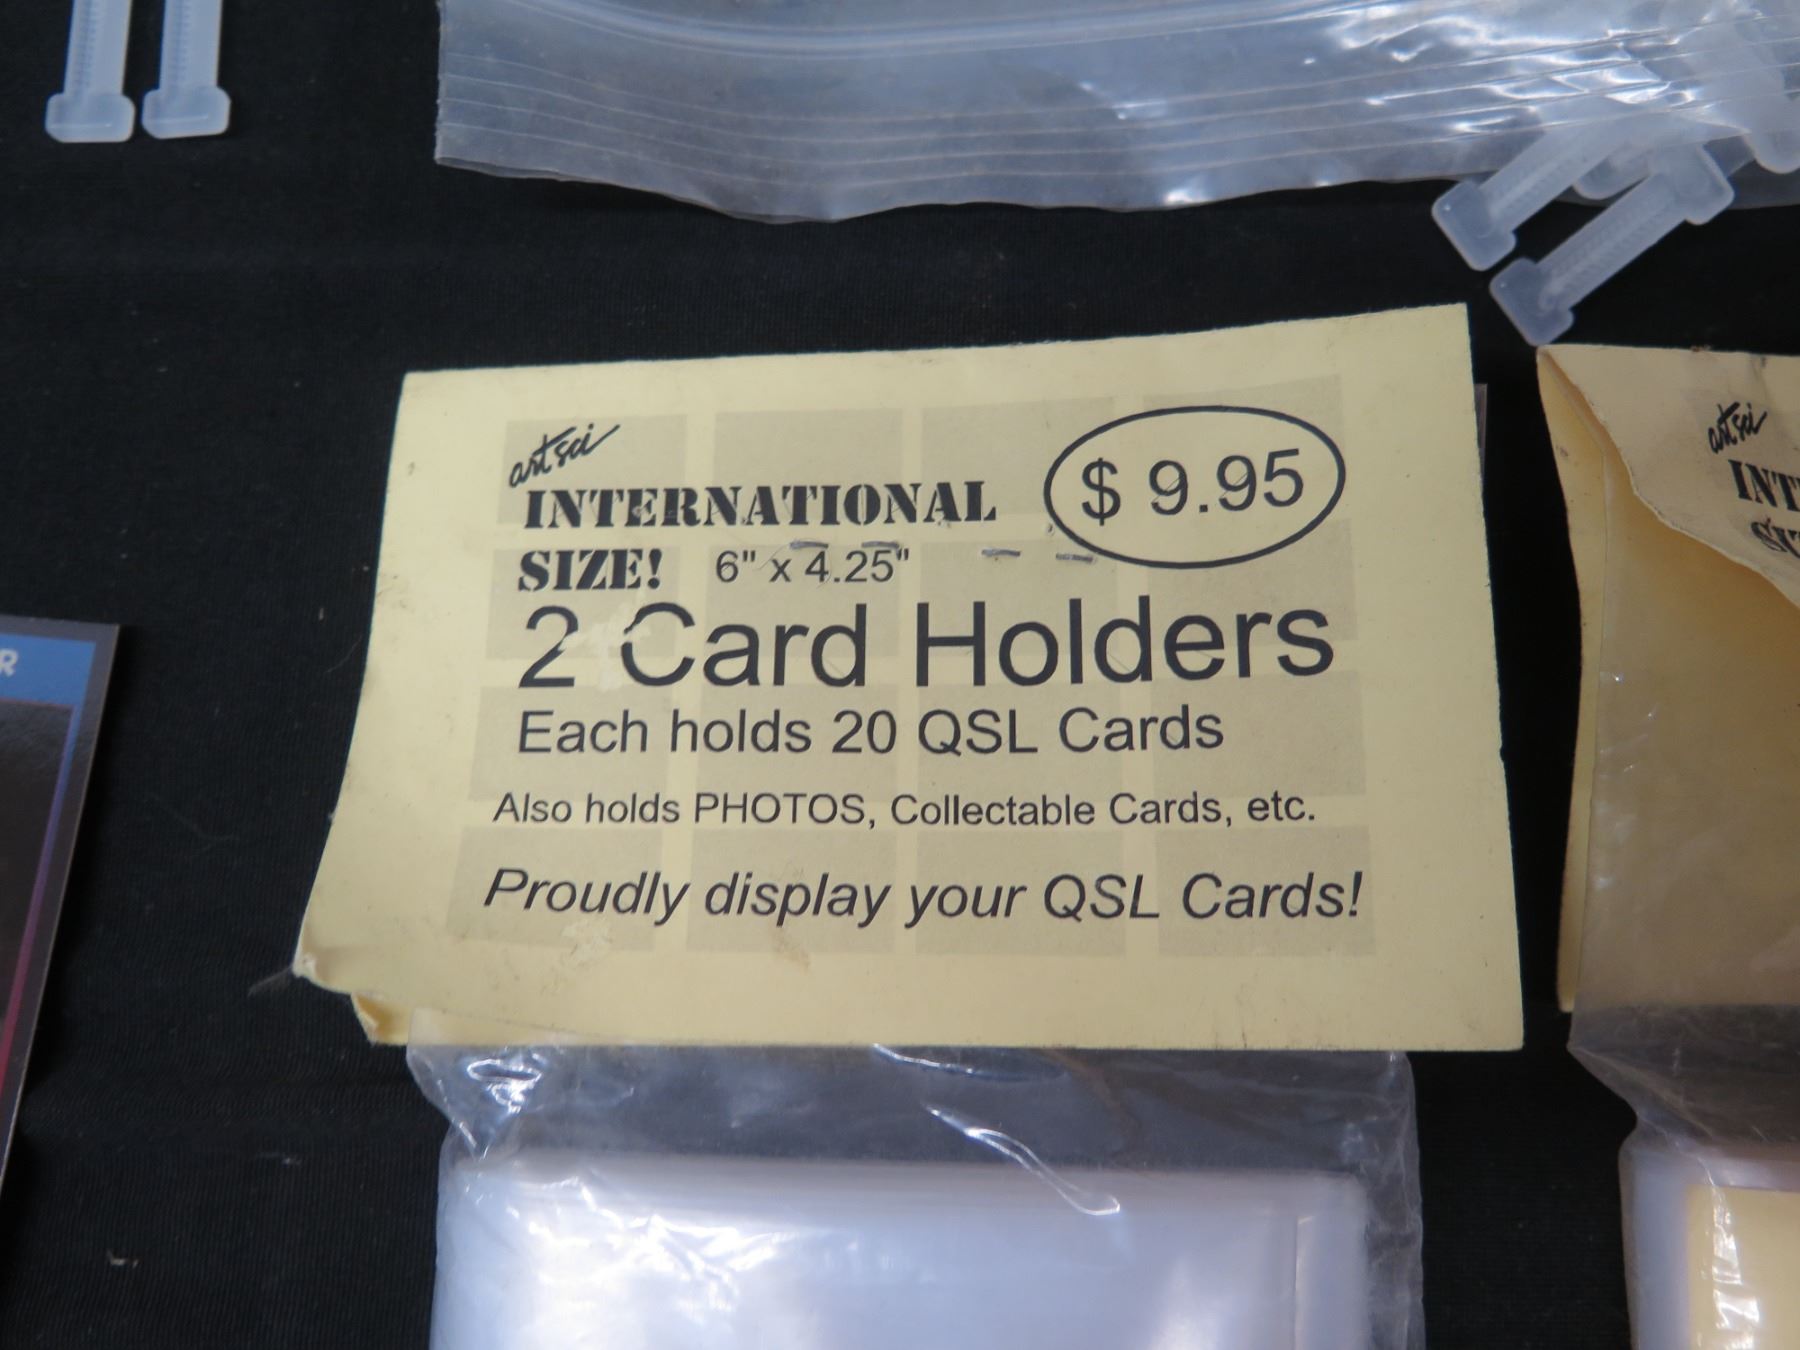 art sci
INTERNATIONAL
SIZE! 6" x 4.25"
$ 9.95
2 Card Holders
Each holds 20 QSL Cards
Also holds PHOTOS, Collectable Cards, etc.
Proudly display your QSL Cards!
art sci
INT
R